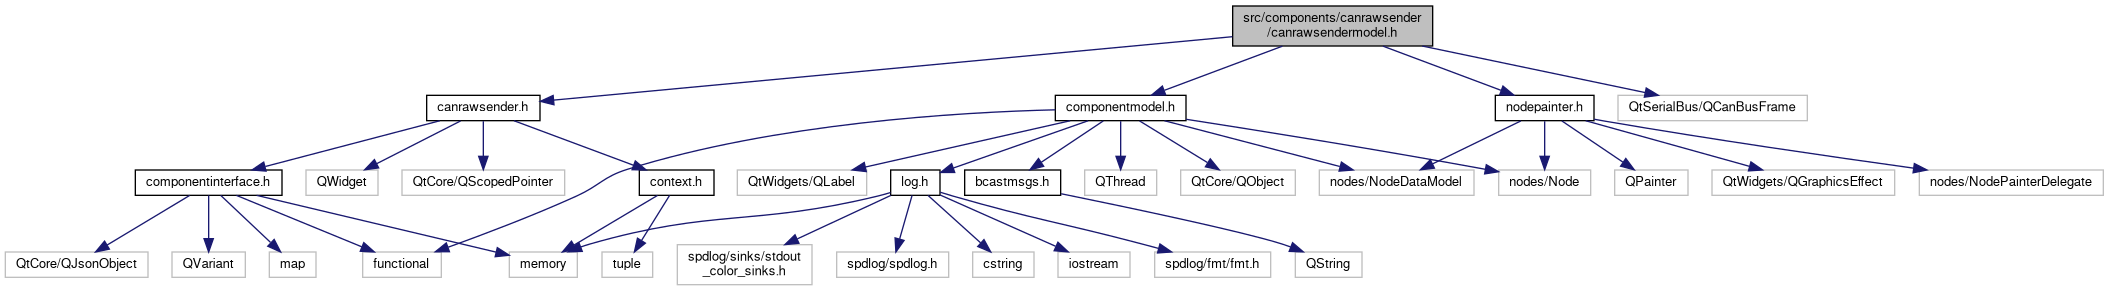 src/components/canrawsender
/canrawsendermodel.h
canrawsender.h
componentmodel.h
nodepainter.h
QtSerialBus/QCanBusFrame
componentinterface.h
QWidget
QtCore/QScopedPointer
context.h
QtWidgets/QLabel
log.h
bcastmsgs.h
QThread
QtCore/QObject
nodes/NodeDataModel
nodes/Node
QPainter
QtWidgets/QGraphicsEffect
nodes/NodePainterDelegate
QtCore/QJsonObject
QVariant
map
functional
memory
tuple
spdlog/sinks/stdout
_color_sinks.h
spdlog/spdlog.h
cstring
iostream
spdlog/fmt/fmt.h
QString